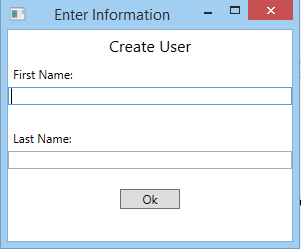 Enter Information
Create User
First Name:
Last Name:
Ok